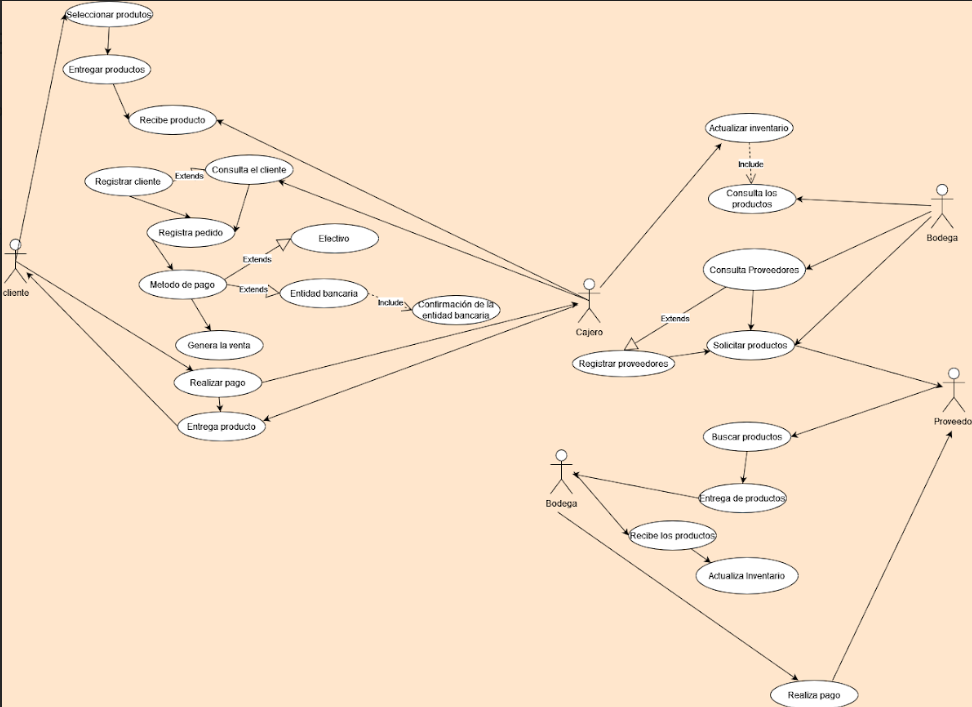 Seleccionar produtos
Entregar productos
Recibe producto
Registrar cliente
Extends
Consulta el cliente
Registra pedido
Efectivo
Extends
Metodo de pago
Extends
Entidad bancaria
Include
Confirmación de la
entidad bancaria
Genera la venta
Realizar pago
Entrega producto
cliente
Cajero
Actualizar inventario
Include
Consulta los
productos
Bodega
Consulta Proveedores
Extends
Solicitar productos
Registrar proveedores
Proveedo
Buscar productos
Bodega
Entrega de productos
Recibe los productos
Actualiza Inventario
Realiza pago